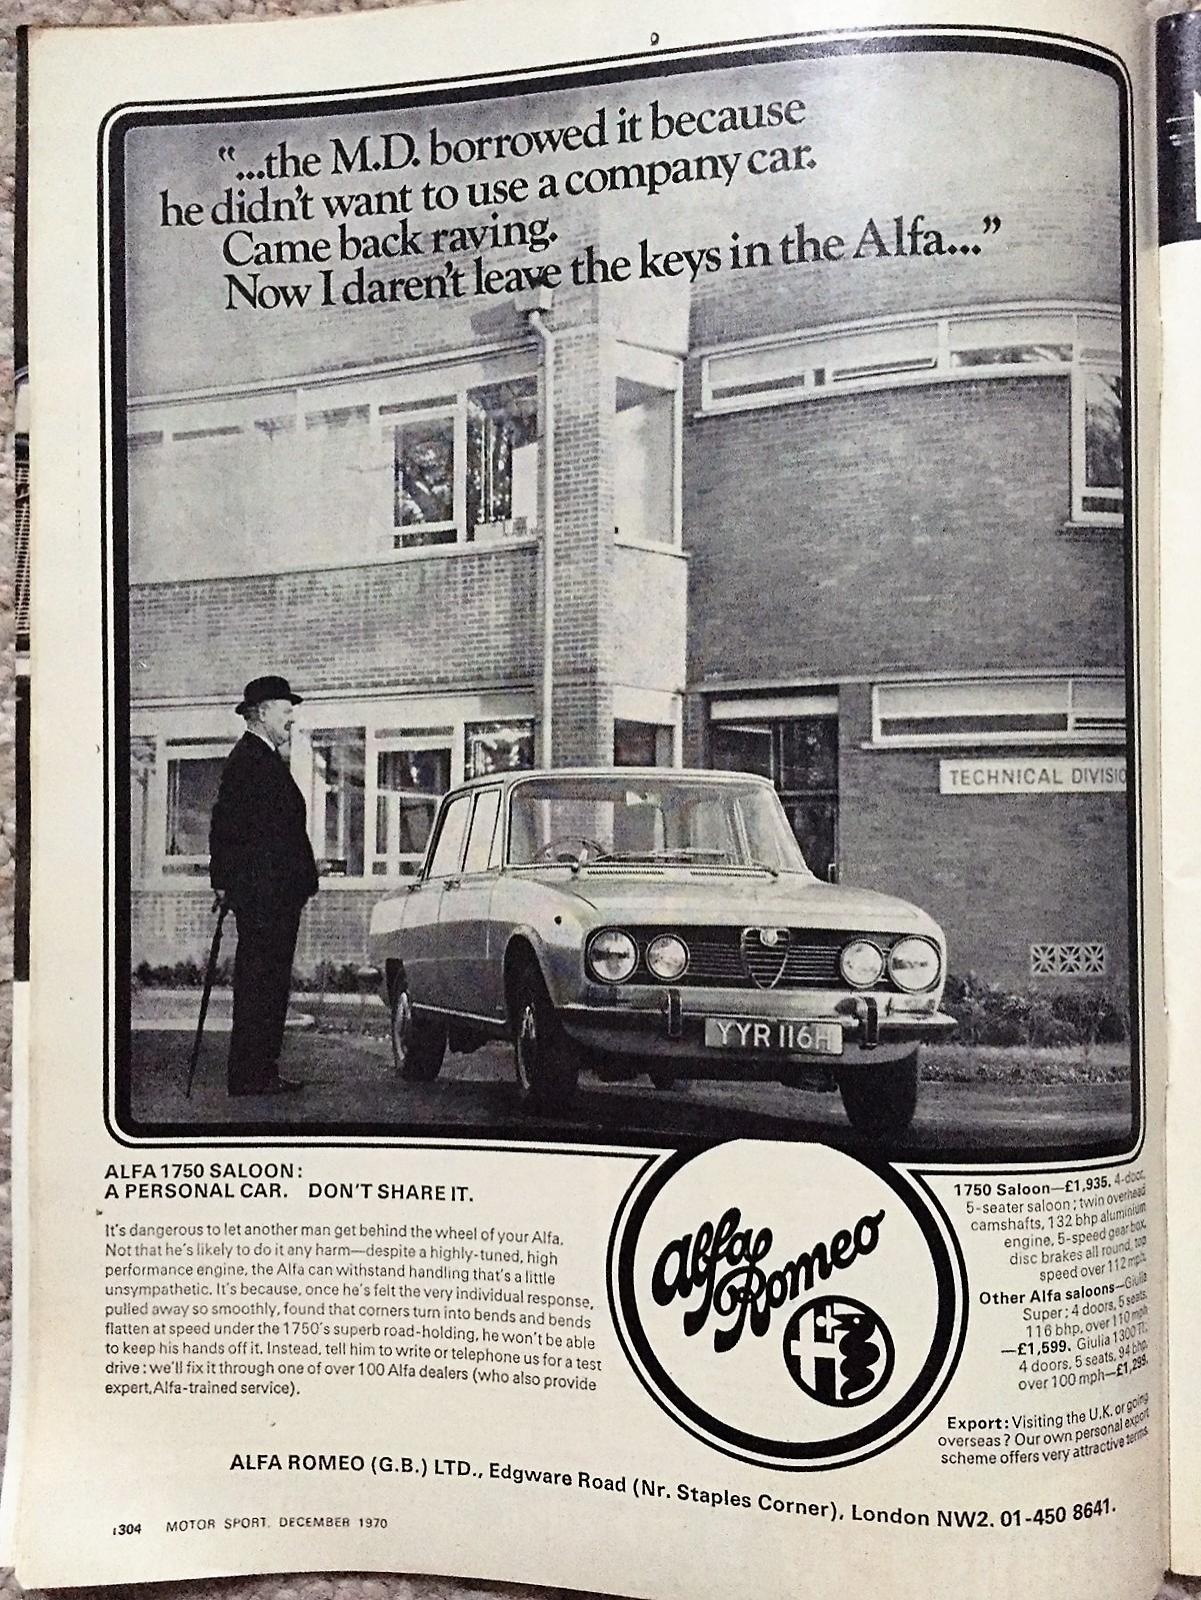 “...the M.D. borrowed it because
he didn't want to use a company car.
Came back raving.
Now I daren't leave the keys in the Alfa...”
TECHNICAL DIVISIO
YYR 116H
ALFA 1750 SALOON:
A PERSONAL CAR. DON'T SHARE IT.
It's dangerous to let another man get behind the wheel of your Alfa.
Not that he's likely to do it any harm—despite a highly-tuned, high
performance engine, the Alfa can withstand handling that's a little
unsympathetic. It's because, once he's felt the very individual response,
pulled away so smoothly, found that corners turn into bends and bends
flatten at speed under the 1750's superb road-holding, he won't be able
to keep his hands off it. Instead, tell him to write or telephone us for a test
drive: we'll fix it through one of over 100 Alfa dealers (who also provide
expert, Alfa-trained service).
alfa
Romeo
1750 Saloon—£1,935. 4-door,
5-seater saloon; twin overhead
camshafts, 132 bhp aluminium
engine, 5-speed gear box,
disc brakes all round, top
speed over 112 mph.
Other Alfa saloons—Giulia
Super; 4 doors, 5 seats,
116 bhp, over 110 mph
—£1,599. Giulia 1300 TI,
4 doors, 5 seats, 94 bhp,
over 100 mph—£1,299.
Export: Visiting the U.K. or going
overseas? Our own personal export
scheme offers very attractive terms.
ALFA ROMEO (G.B.) LTD., Edgware Road (Nr. Staples Corner), London NW2. 01-450 8641.
1304 MOTOR SPORT, DECEMBER 1970